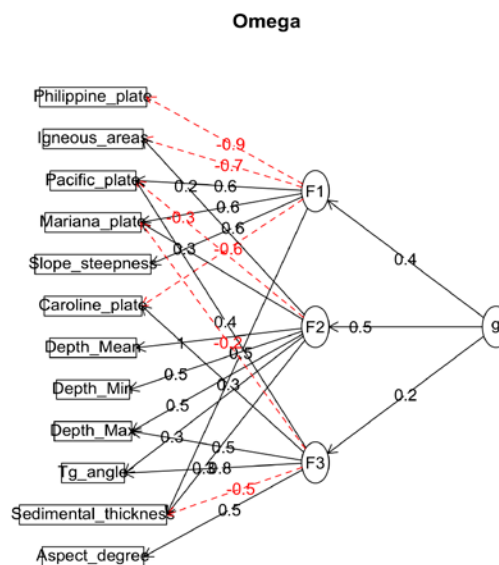 Omega
Philippine_plate
Igneous_areas
Pacific_plate
Mariana_plate
Slope_steepness
Caroline_plate
Depth_Mean
Depth_Min
Depth_Max
Tg_angle
Sedimental_thickness
Aspect_degree
-0.9
-0.7
0.2
0.6
0.6
-0.3
0.6
0.3
-0.6
0.4
1
0.5
0.5
0.3
0.5
0.3
0.5
0.8
-0.5
0.5
F1
F2
F3
0.4
0.5
0.2
g